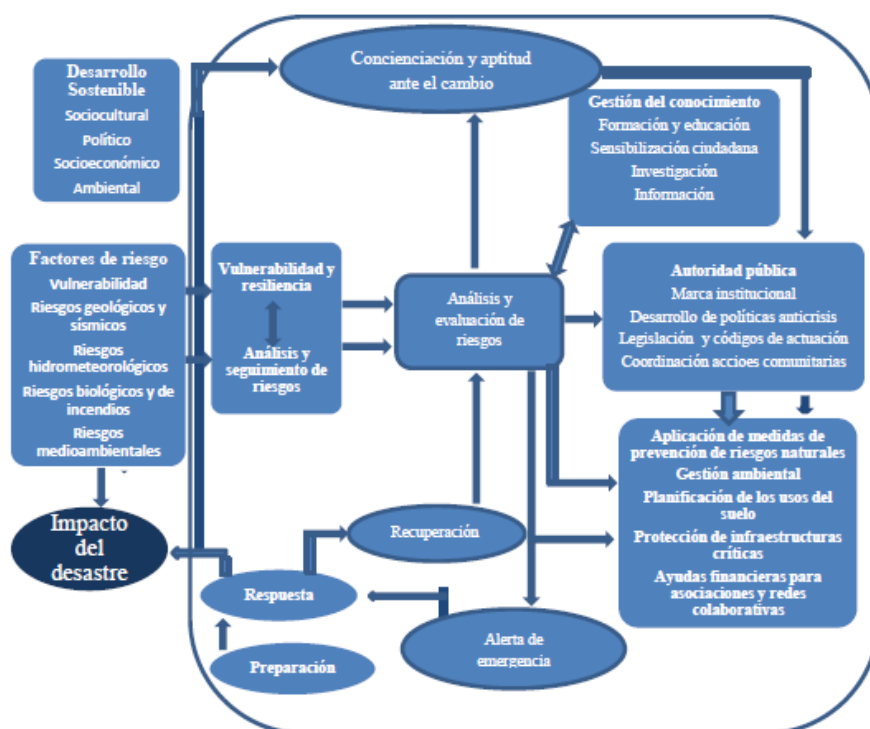 Concienciación y aptitud
ante el cambio
Desarrollo
Sostenible
Sociocultural
Político
Socioeconómico
Ambiental
Gestión del conocimiento
Formación y educación
Sensibilización ciudadana
Investigación
Información
Factores de riesgo
Vulnerabilidad
Riesgos geológicos y
sísmicos
Riesgos
hidrometeorológicos
Riesgos biológicos y de
incendios
Riesgos
medioambientales
Vulnerabilidad y
resiliencia
Análisis y
seguimiento de
riesgos
Análisis y
evaluación de
riesgos
Autoridad pública
Marca institucional
Desarrollo de políticas anticrisis
Legislación y códigos de actuación
Coordinación accioes comunitarias
Aplicación de medidas de
prevención de riesgos naturales
Gestión ambiental
Planificación de los usos del
suelo
Protección de infraestructuras
críticas
Ayudas financieras para
asociaciones y redes
colaborativas
Impacto
del
desastre
Recuperación
Respuesta
Preparación
Alerta de
emergencia